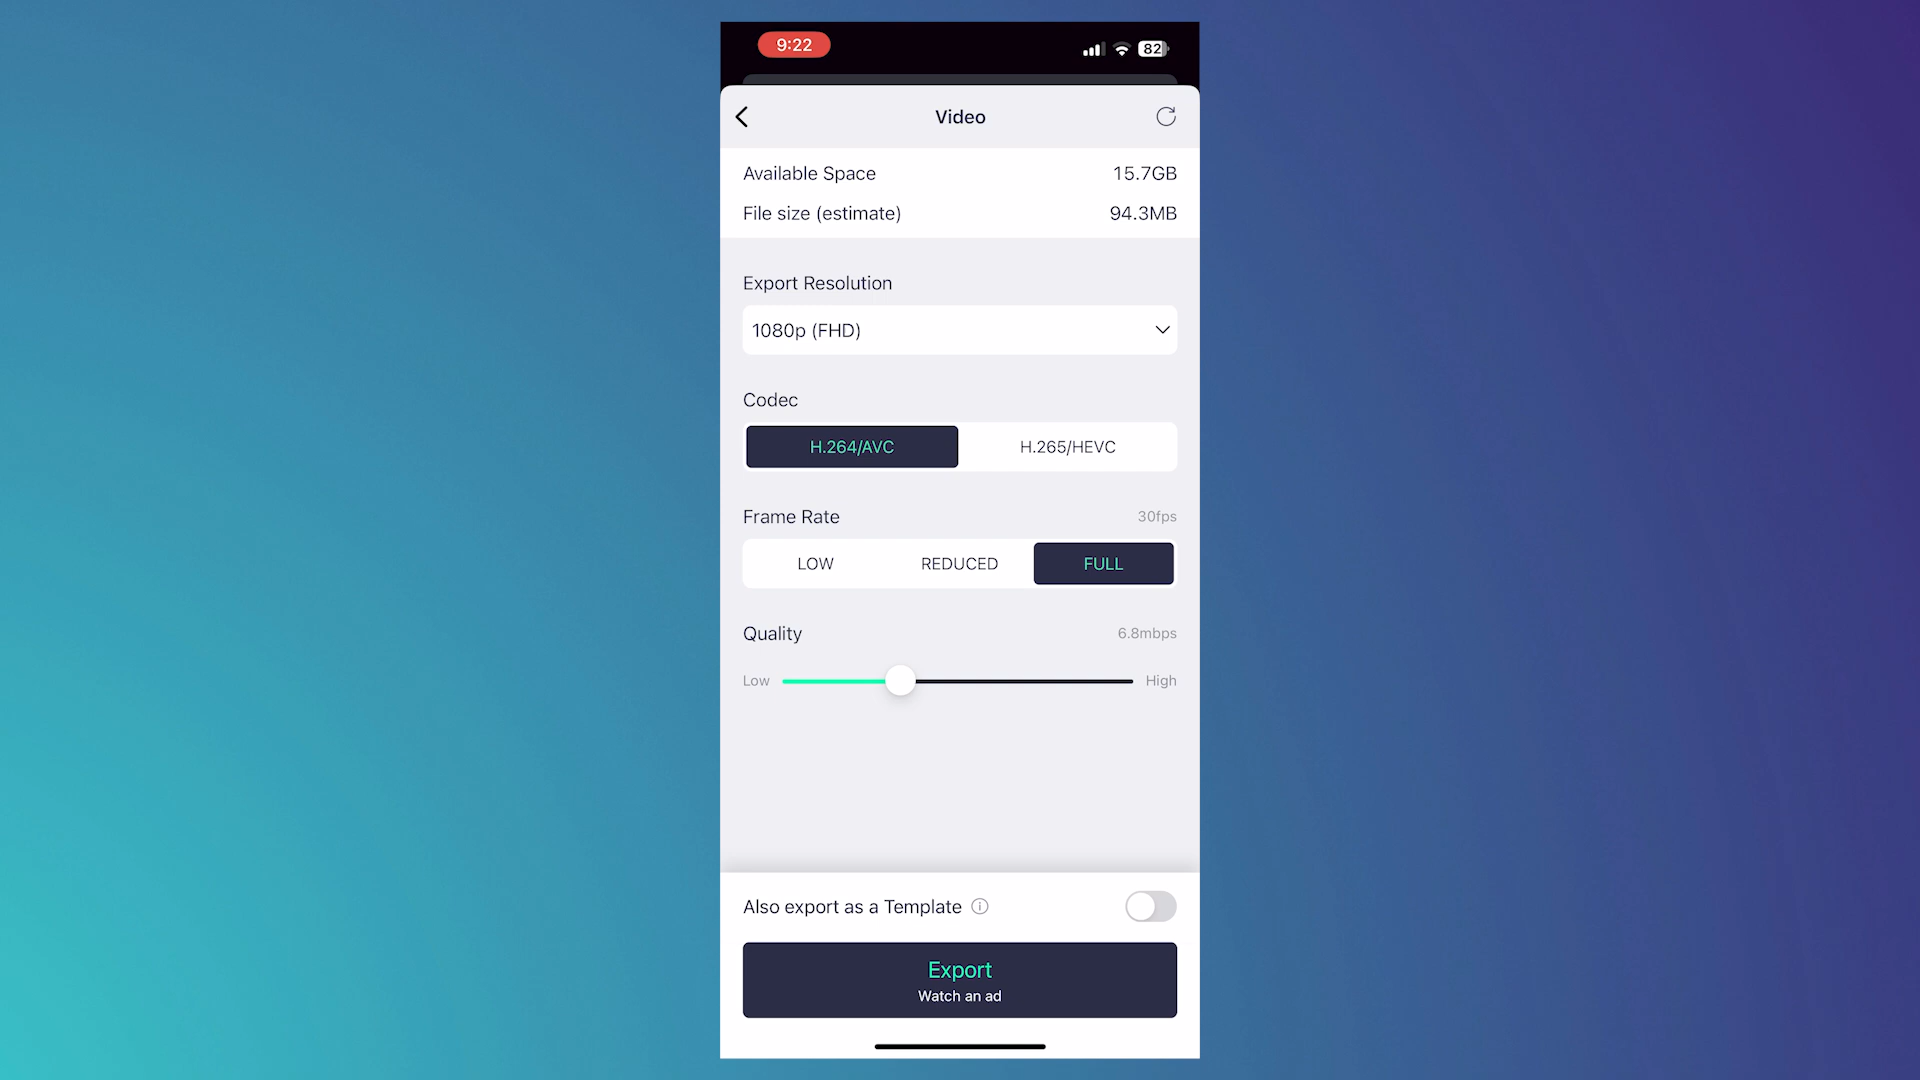 9:22
82
Video
Available Space 15.7GB
File size (estimate) 94.3MB
Export Resolution
1080p (FHD)
Codec
H.264/AVC H.265/HEVC
Frame Rate 30fps
LOW REDUCED FULL
Quality 6.8mbps
Low High
Also export as a Template
Export
Watch an ad